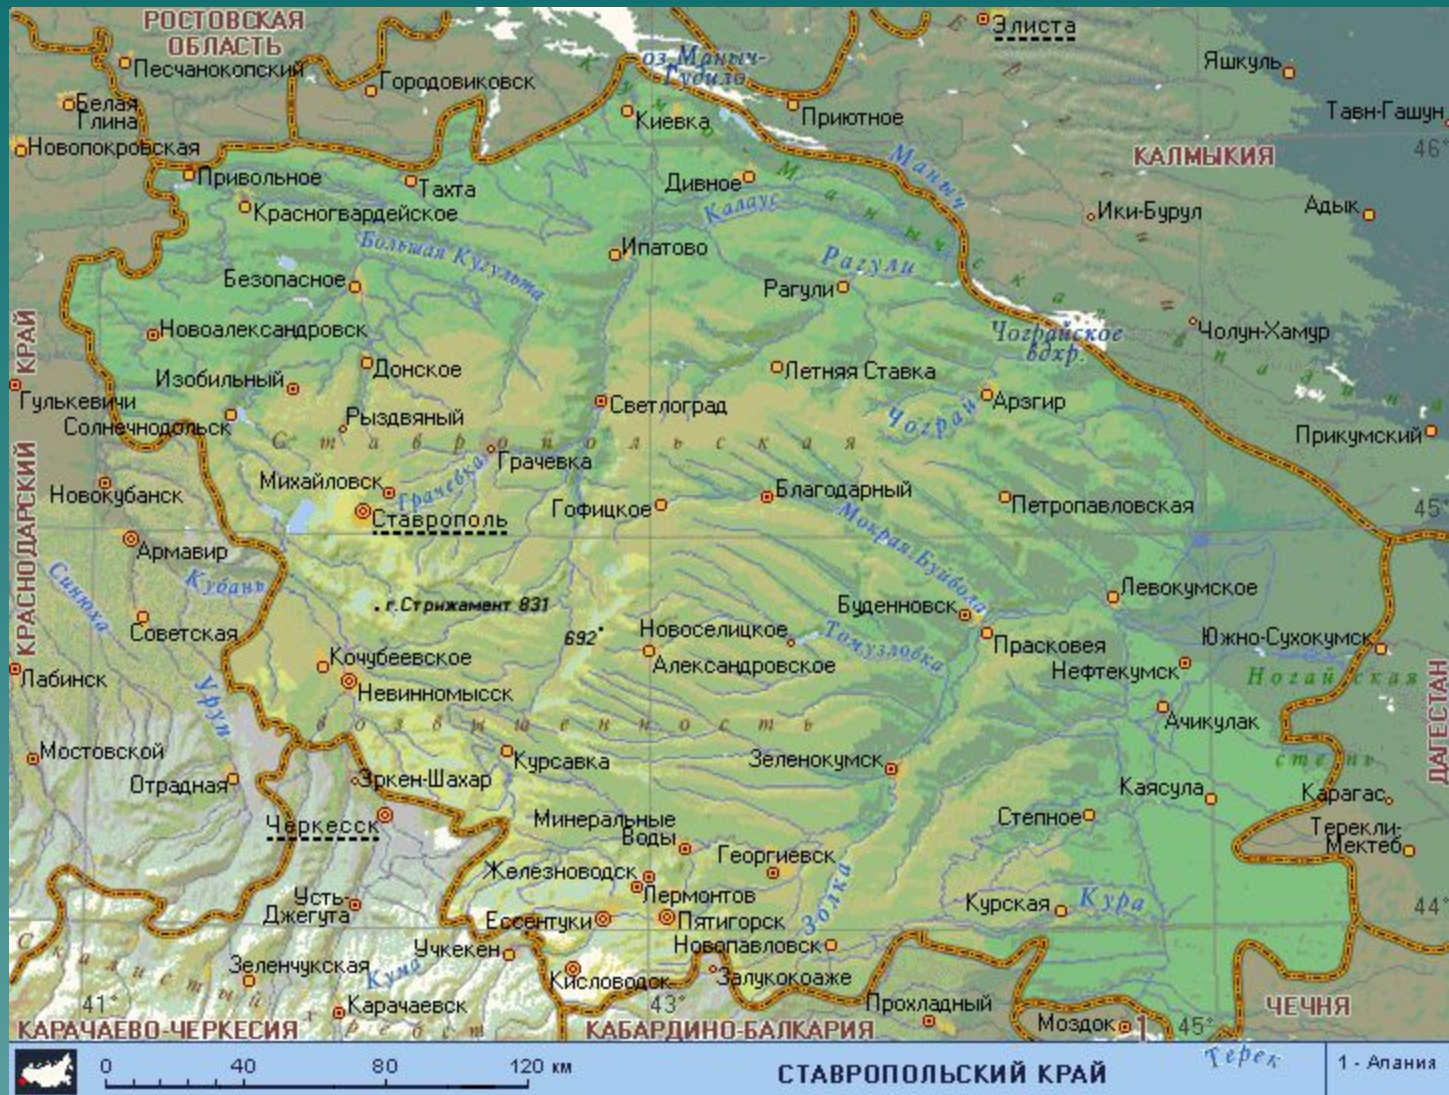 РОСТОВСКАЯ
ОБЛАСТЬ
Элиста
Песчанокопский
Городовиковск
оз. Маныч-
Гудило
Яшкуль
Белая
Глина
Киевка
Приютное
Тавн-Гашун
Новопокровская
КАЛМЫКИЯ
46°
Привольное
Тахта
Дивное
Маныч
Красногвардейское
Калаус
Ики-Бурул
Адык
Большая Кугульта
Ипатово
Рагули
Безопасное
Рагули
Кумо-Манычская впадина
Новоалександровск
Чограйское
вдхр.
Чолун-Хамур
КРАСНОДАРСКИЙ КРАЙ
Изобильный
Донское
Летняя Ставка
Гулькевичи
Светлоград
Чограй
Арзгир
Солнечнодольск
Рыздвяный
Прикумский
Ставропольская
Грачевка
Новокубанск
Михайловск
Грачевка
Благодарный
Петропавловская
Ставрополь
Гофицкое
45°
Армавир
Мокрая Буйвола
Синюха
Кубань
г.Стрижамент 831
Левокумское
Буденновск
Советская
692
Новоселицкое
Томузловка
Прасковея
Южно-Сухокумск
Кочубеевское
Александровское
Нефтекумск
Лабинск
Невинномысск
Ногайская
ДАГЕСТАН
Уруп
возвышенность
Ачикулак
Мостовской
Курсавка
Зеленокумск
степь
Отрадная
Эркен-Шахар
Каясула
Карагас
Черкесск
Минеральные
Воды
Степное
Терекли-
Мектеб
Георгиевск
Железноводск
Лермонтов
Усть-
Джегута
Золка
Курская
Кура
44°
Ессентуки
Пятигорск
Учкекен
Новопавловск
Скалистый хребет
Зеленчукская
Кума
Кисловодск
Залукокоаже
41°
Карачаевск
43°
Прохладный
ЧЕЧНЯ
КАРАЧАЕВО-ЧЕРКЕСИЯ
КАБАРДИНО-БАЛКАРИЯ
Моздок
1
45°
0 40 80 120 км
СТАВРОПОЛЬСКИЙ КРАЙ
Терек
1 - Алания